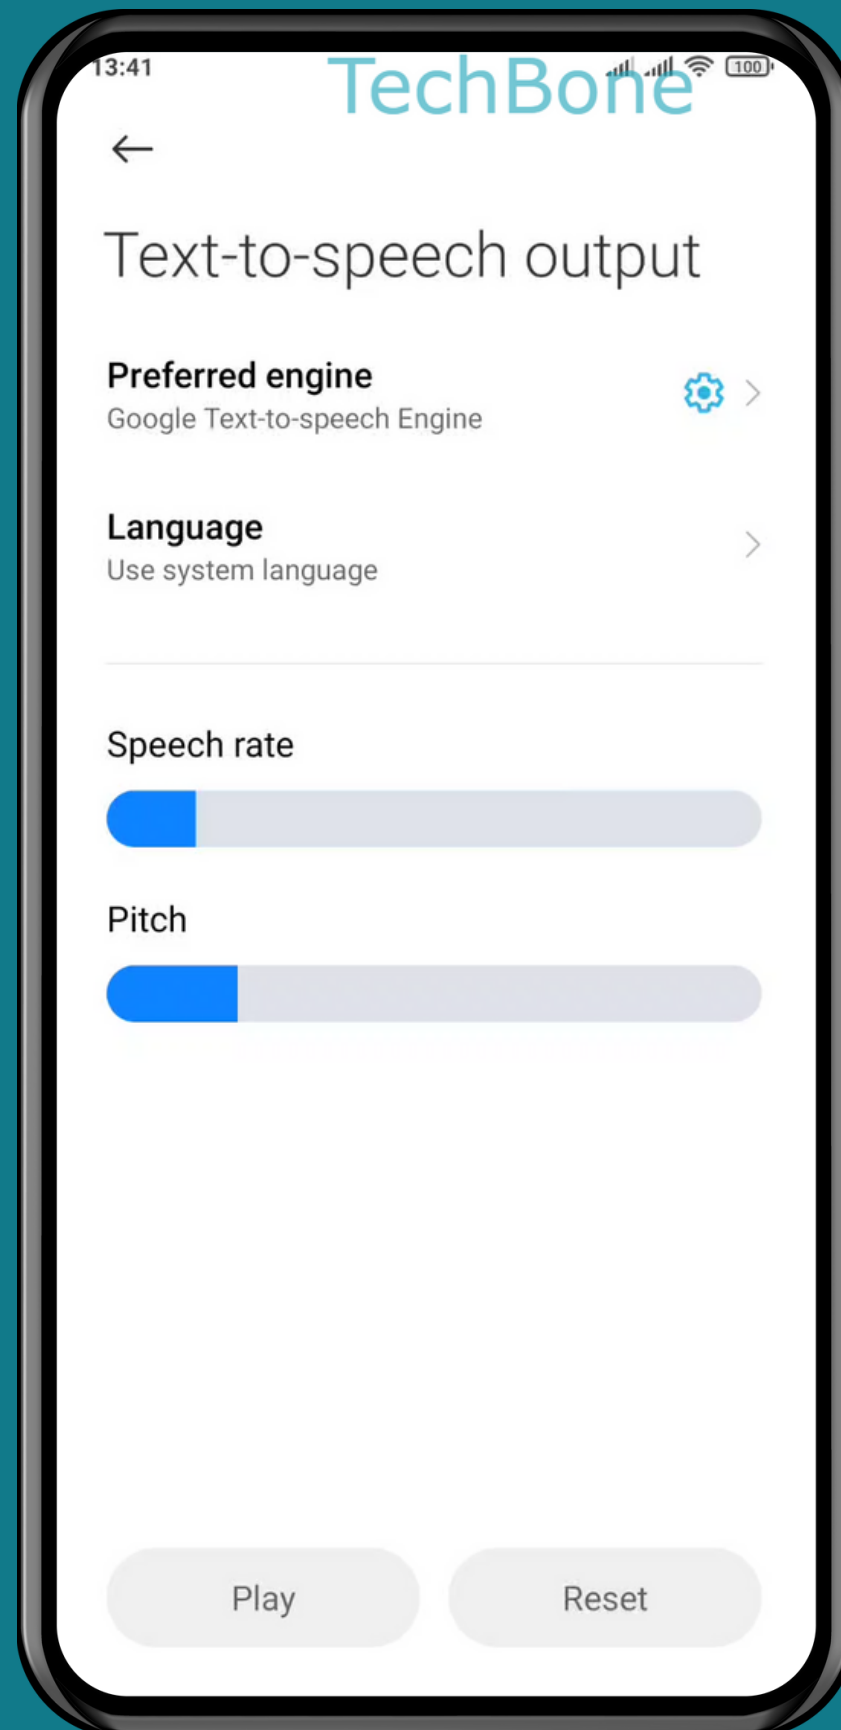 13:41
TechBone
100
Text-to-speech output
Preferred engine
Google Text-to-speech Engine
Language
Use system language
Speech rate
Pitch
Play
Reset